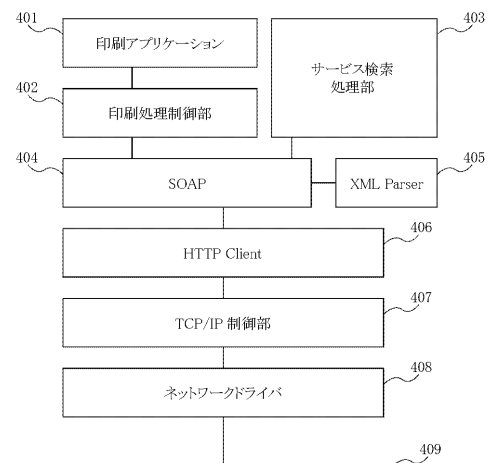 401
印刷アプリケーション
403
サービス検索
処理部
402
印刷処理制御部
404
SOAP
405
XML Parser
406
HTTP Client
407
TCP/IP 制御部
408
ネットワークドライバ
409